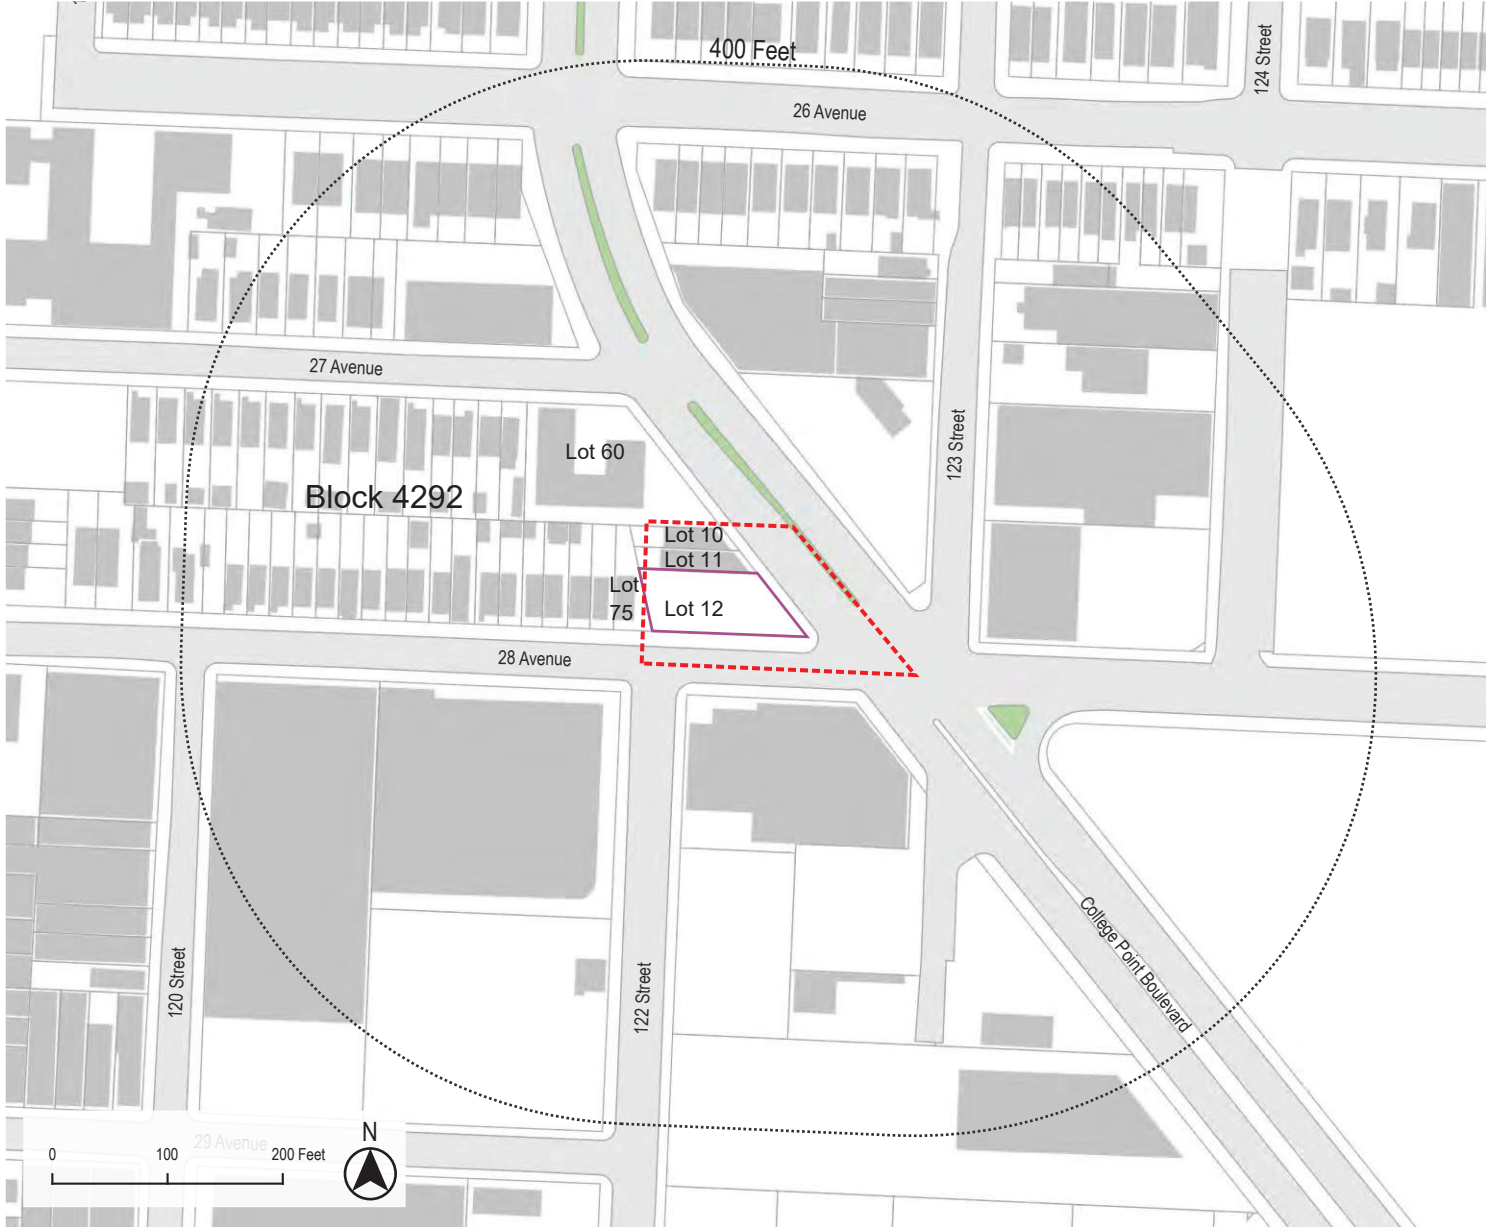 400 Feet
124 Street
26 Avenue
27 Avenue
123 Street
Lot 60
Block 4292
Lot 10
Lot 11
Lot
75
Lot 12
28 Avenue
College Point Boulevard
120 Street
122 Street
29 Avenue
N
0 100 200 Feet